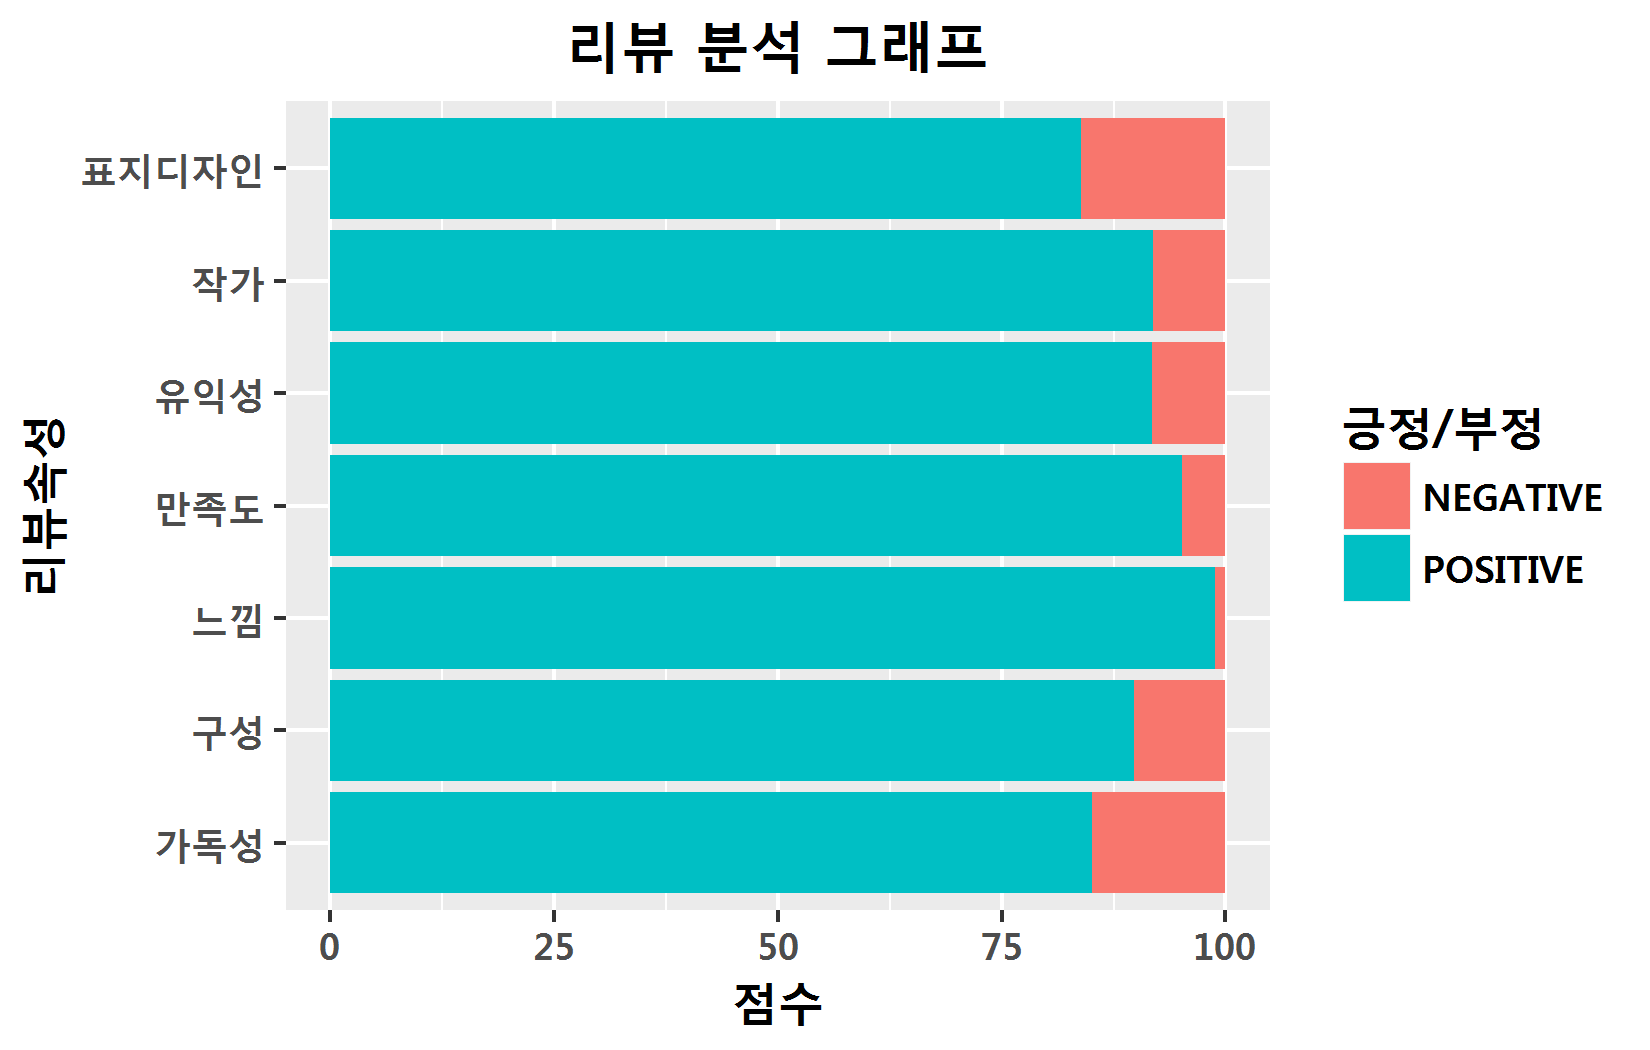 리뷰 분석 그래프
표지디자인
작가
유익성
만족도
느낌
구성
가독성
리뷰속성
0 25 50 75 100
점수
긍정/부정
NEGATIVE
POSITIVE